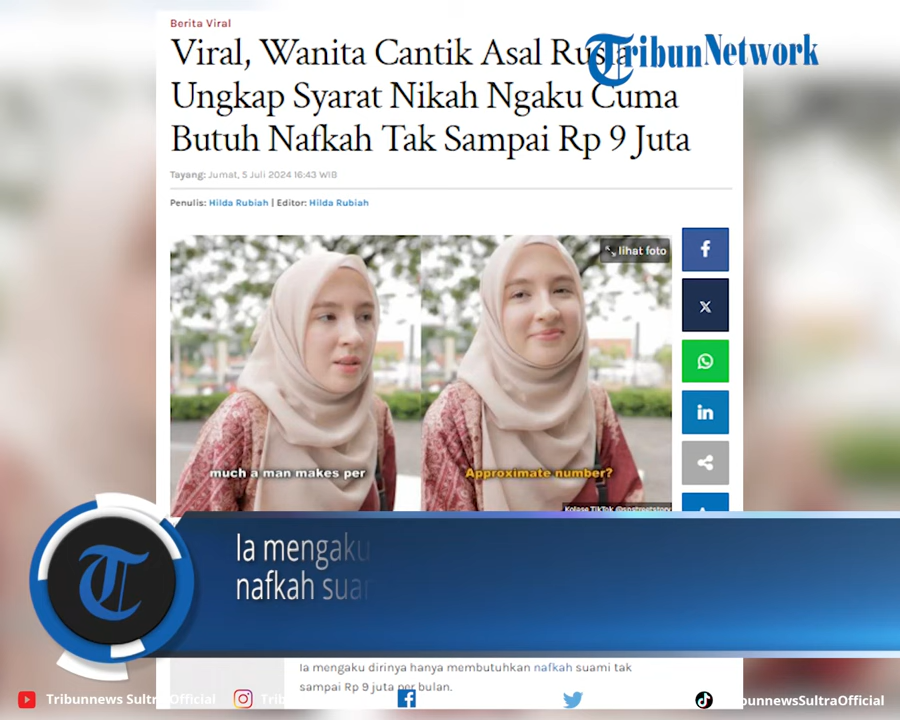 Berita Viral
Viral, Wanita Cantik Asal Rusia
TribunNetwork
Ungkap Syarat Nikah Ngaku Cuma
Butuh Nafkah Tak Sampai Rp 9 Juta
Tayang: Jumat, 5 Juli 2024 16:43 WIB
Penulis: Hilda Rubiah | Editor: Hilda Rubiah
lihat foto
much a man makes per
Approximate number?
Kolase TikTok @spstreetstory
Ia mengaku
nafkah suami
Ia mengaku dirinya hanya membutuhkan nafkah suami tak
sampai Rp 9 juta per bulan.
Tribunnews Sultra Official
TribunnewsSultraOfficial